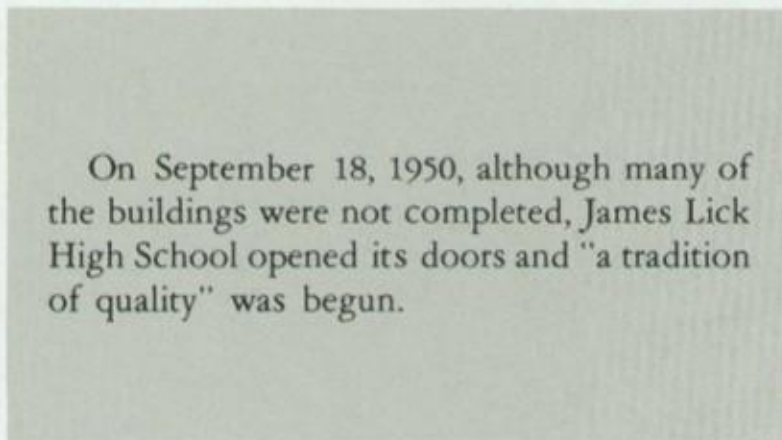 On September 18, 1950, although many of
the buildings were not completed, James Lick
High School opened its doors and "a tradition
of quality" was begun.